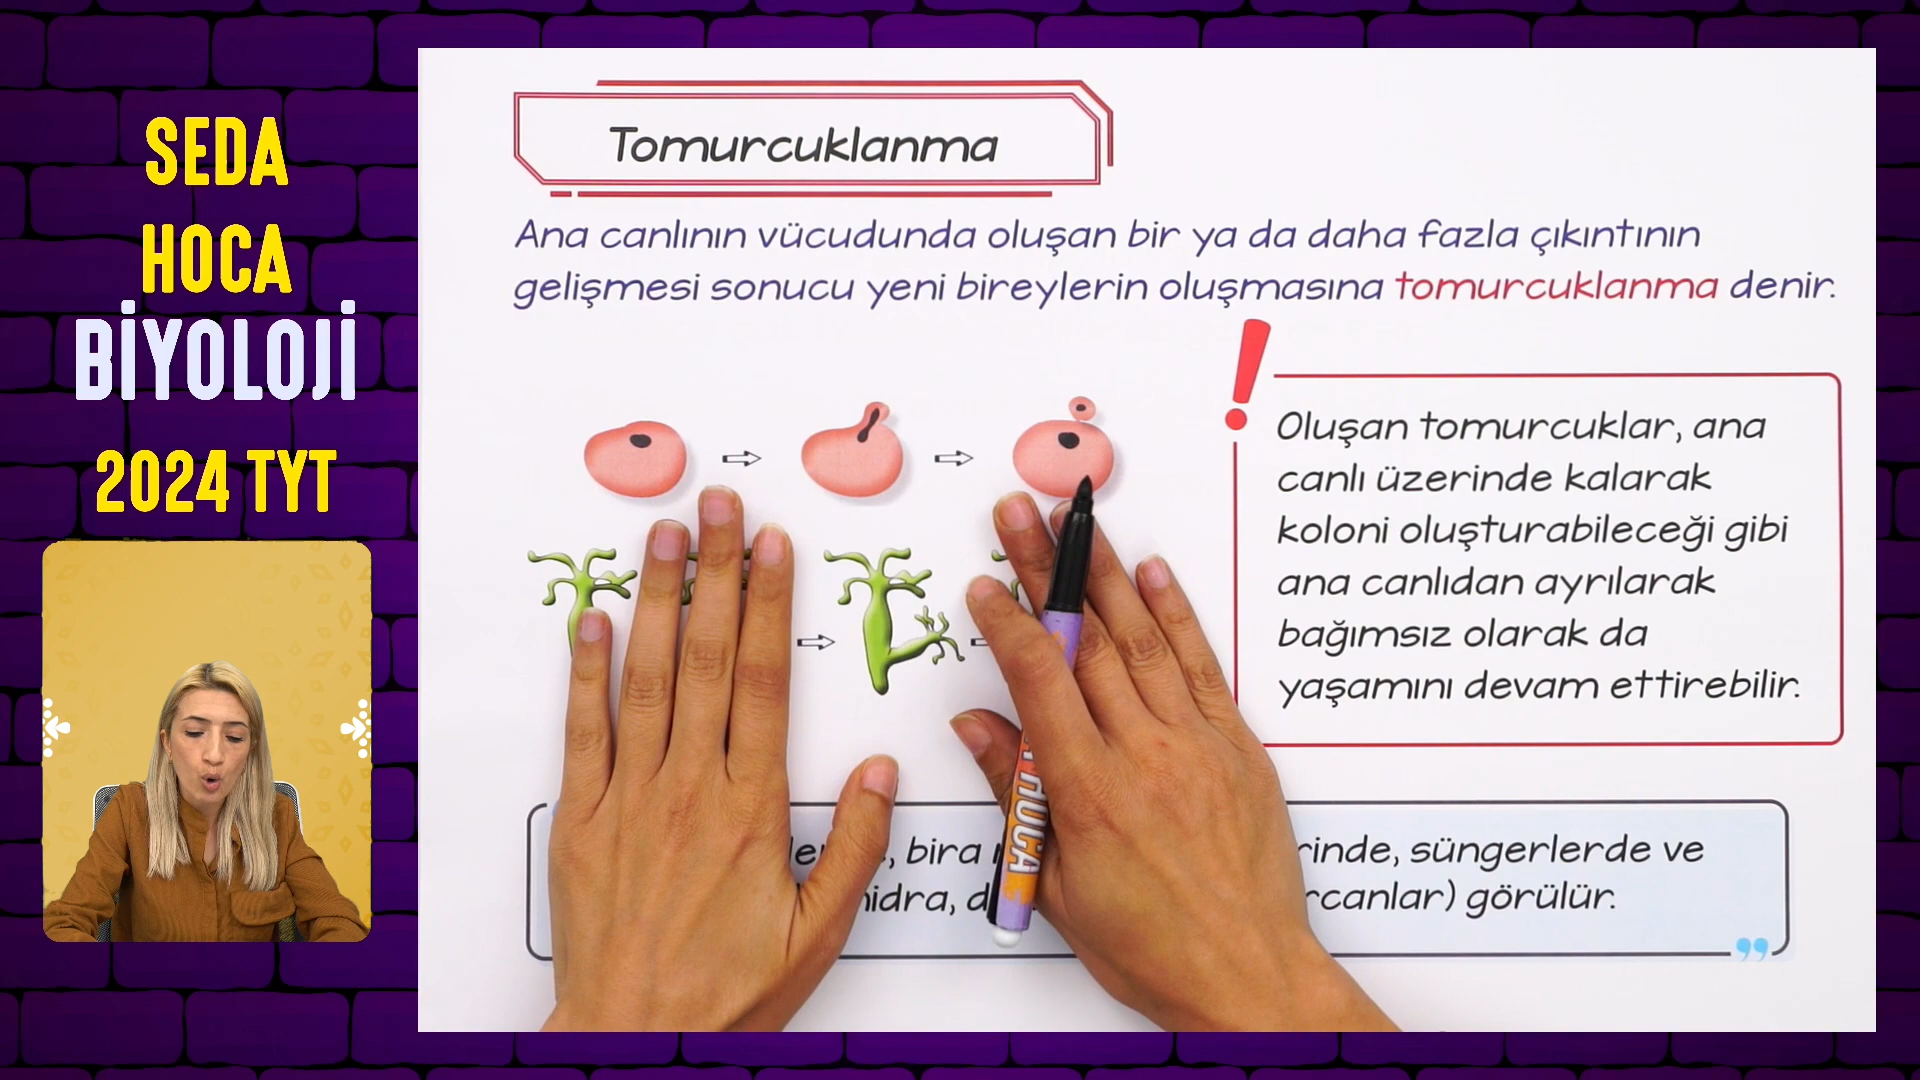 SEDA
HOCA
BİYOLOJİ
2024 TYT
Tomurcuklanma
Ana canlının vücudunda oluşan bir ya da daha fazla çıkıntının
gelişmesi sonucu yeni bireylerin oluşmasına tomurcuklanma denir.
!
Oluşan tomurcuklar, ana
canlı üzerinde kalarak
koloni oluşturabileceği gibi
ana canlıdan ayrılarak
bağımsız olarak da
yaşamını devam ettirebilir.
bira süngerlerde ve
hidra, görülür.
HOCA